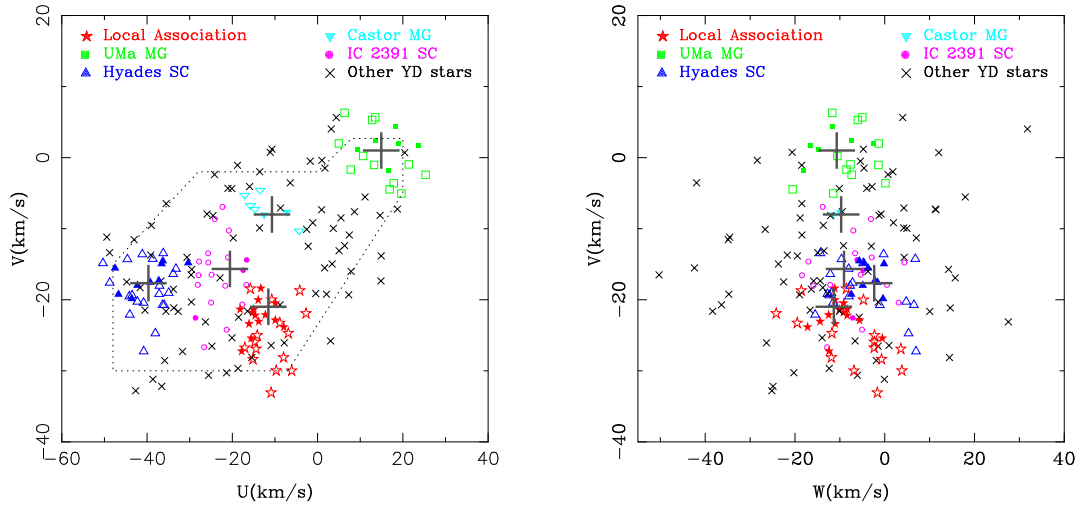 Local Association
UMa MG
Hyades SC
Castor MG
IC 2391 SC
Other YD stars
20
0
−20
−40
V(km/s)
−60
−40
−20
0
20
40
U(km/s)
Local Association
UMa MG
Hyades SC
Castor MG
IC 2391 SC
Other YD stars
20
0
−20
−40
V(km/s)
−40
−20
0
20
40
W(km/s)